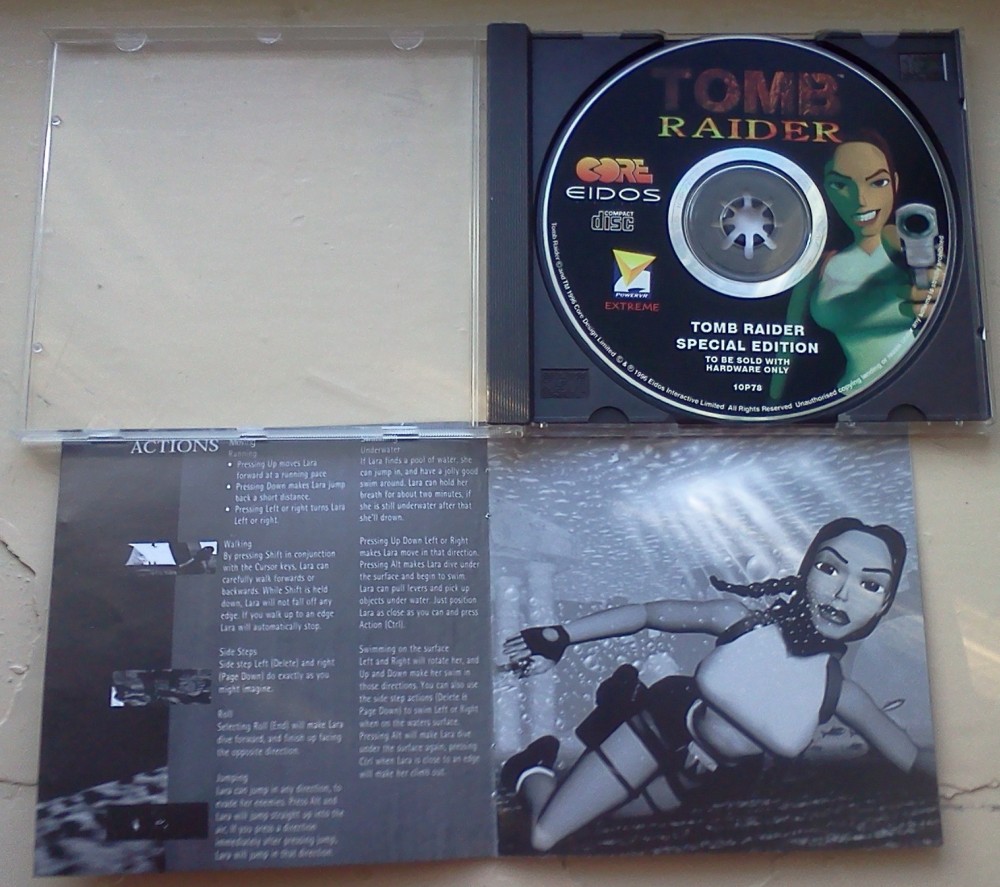 TOMB
RAIDER
CORE
EIDOS
COMPACT
disc
POWERVR
EXTREME
TOMB RAIDER
SPECIAL EDITION
TO BE SOLD WITH
HARDWARE ONLY
10P78
Tomb Raider © and TM 1996 Core Design Limited © & ℗ 1996 Eidos Interactive Limited All Rights Reserved Unauthorised copying lending or
ACTIONS
Moving
Running
• Pressing Up moves Lara
forward at a running pace
• Pressing Down makes Lara jump
back a short distance.
• Pressing Left or right turns Lara
Left or right.
Walking
By pressing Shift in conjunction
with the Cursor keys, Lara can
carefully walk forwards or
backwards. While Shift is held
down, Lara will not fall off any
edge. If you walk up to an edge
Lara will automatically stop.
Side Steps
Side step Left (Delete) and right
(Page Down) do exactly as you
might imagine.
Roll
Selecting Roll (End) will make Lara
dive forward, and finish up facing
the opposite direction.
Jumping
Lara can jump in any direction, to
evade her enemies. Press Alt and
Lara will jump straight up into the
air. If you press a direction
immediately after pressing jump,
Lara will jump in that direction.
Underwater
If Lara finds a pool of water, she
can jump in, and have a jolly good
swim around. Lara can hold her
breath for about two minutes, if
she is still underwater after that
she'll drown.
Pressing Up Down Left or Right
makes Lara move in that direction.
Pressing Alt makes Lara dive under
the surface and begin to swim.
Lara can pull levers and pick up
objects under water. Just position
Lara as close as you can and press
Action (Ctrl).
Swimming on the surface
Left and Right will rotate her, and
Up and Down make her swim in
those directions. You can also use
the side step actions (Delete &
Page Down) to swim Left or Right
when on the waters surface.
Pressing Alt will make Lara dive
under the surface again, pressing
Ctrl when Lara is close to an edge
will make her climb out.